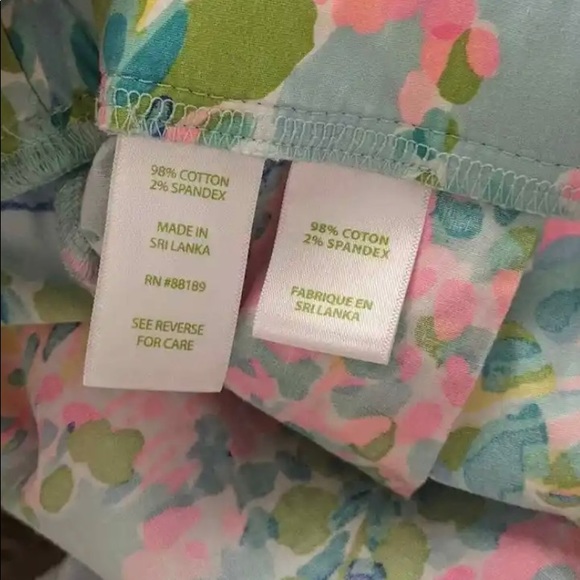 98% COTTON
2% SPANDEX
MADE IN
SRI LANKA
RN #88189
SEE REVERSE
FOR CARE
98% COTON
2% SPANDEX
FABRIQUE EN
SRI LANKA